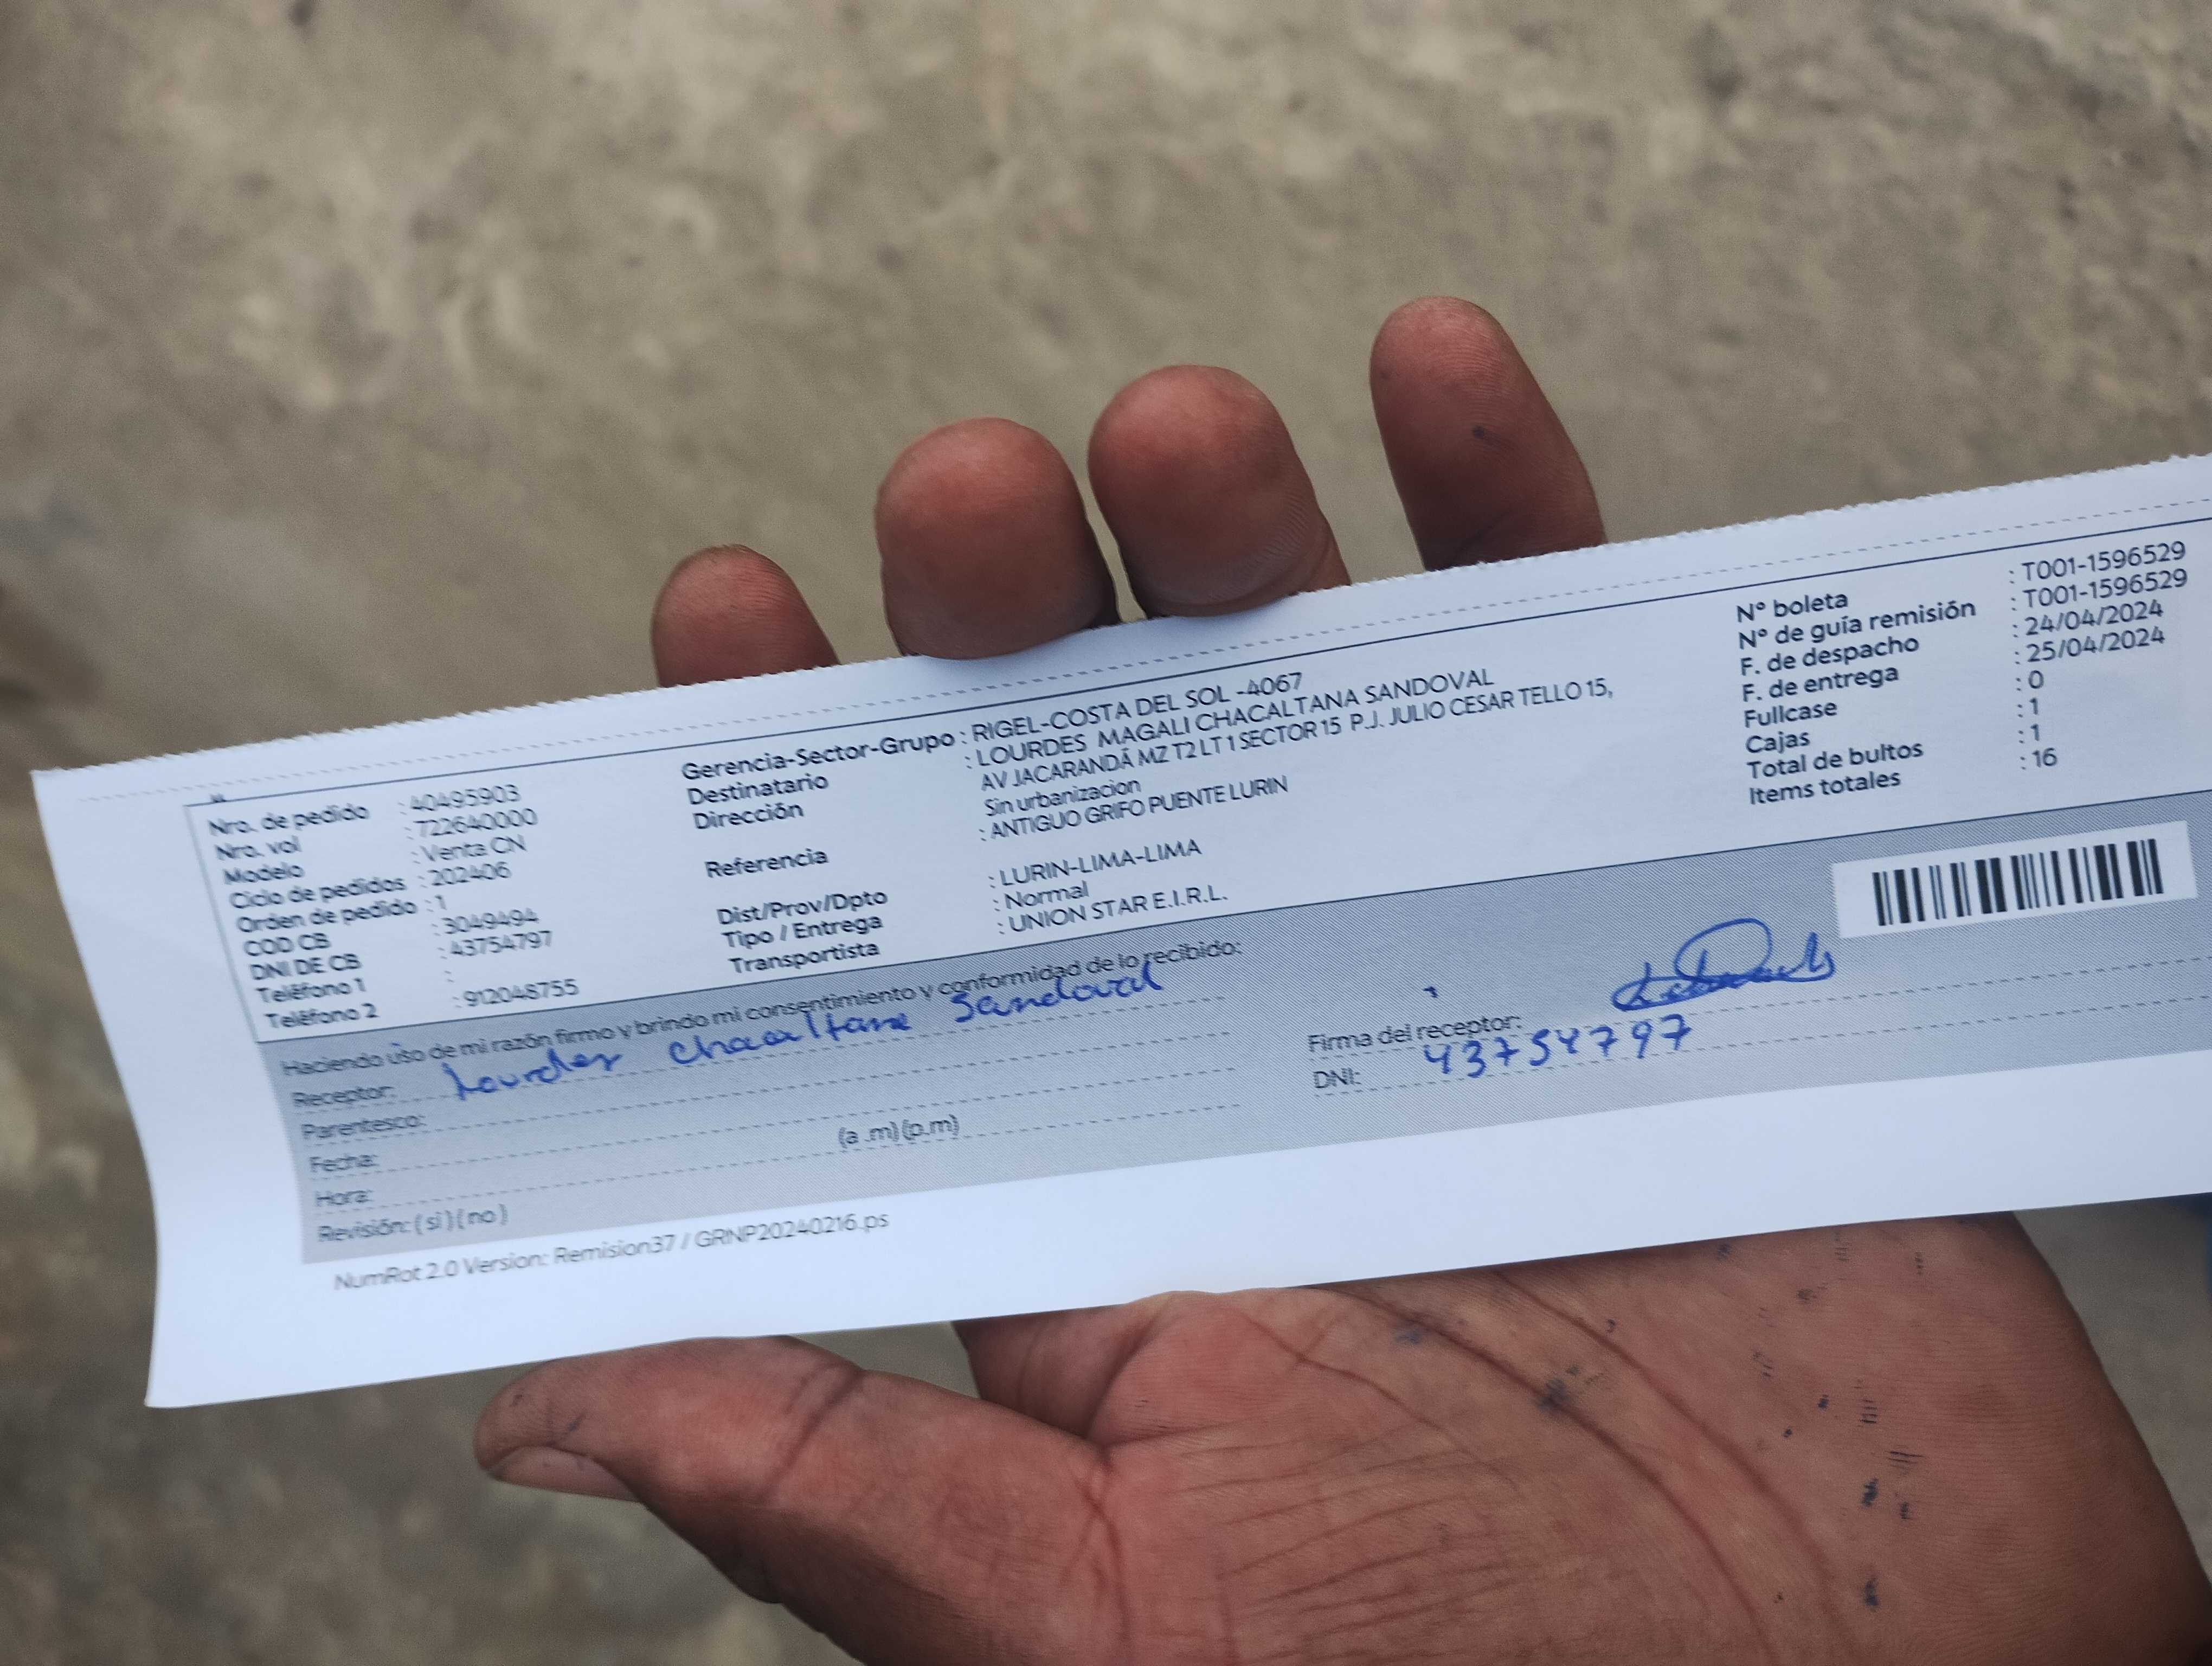 Nro. de pedido : 40495903
Nro. vol : 722640000
Modelo : Venta CN
Ciclo de pedidos : 202406
Orden de pedido : 1
COD CB : 3049494
DNI DE CB : 43754797
Teléfono 1 :
Teléfono 2 : 912048755
Gerencia-Sector-Grupo : RIGEL-COSTA DEL SOL -4067
Destinatario : LOURDES MAGALI CHACALTANA SANDOVAL
Dirección AV JACARANDÁ MZ T2 LT 1 SECTOR 15 P.J. JULIO CESAR TELLO 15,
Sin urbanizacion
Referencia : ANTIGUO GRIFO PUENTE LURIN
Dist/Prov/Dpto : LURIN-LIMA-LIMA
Tipo / Entrega : Normal
Transportista : UNION STAR E.I.R.L.
N° boleta : T001-1596529
N° de guía remisión : T001-1596529
F. de despacho : 24/04/2024
F. de entrega : 25/04/2024
Fullcase : 0
Cajas : 1
Total de bultos : 1
Items totales : 16
Haciendo uso de mi razón firmo y brindo mi consentimiento y conformidad de lo recibido:
Receptor: Lourdes Chacaltana Sandoval
Parentesco:
Fecha:
Hora: (a .m) (p.m)
Revisión: ( si ) ( no )
Firma del receptor:
DNI: 43754797
NumRot 2.0 Version: Remision37 / GRNP20240216.ps